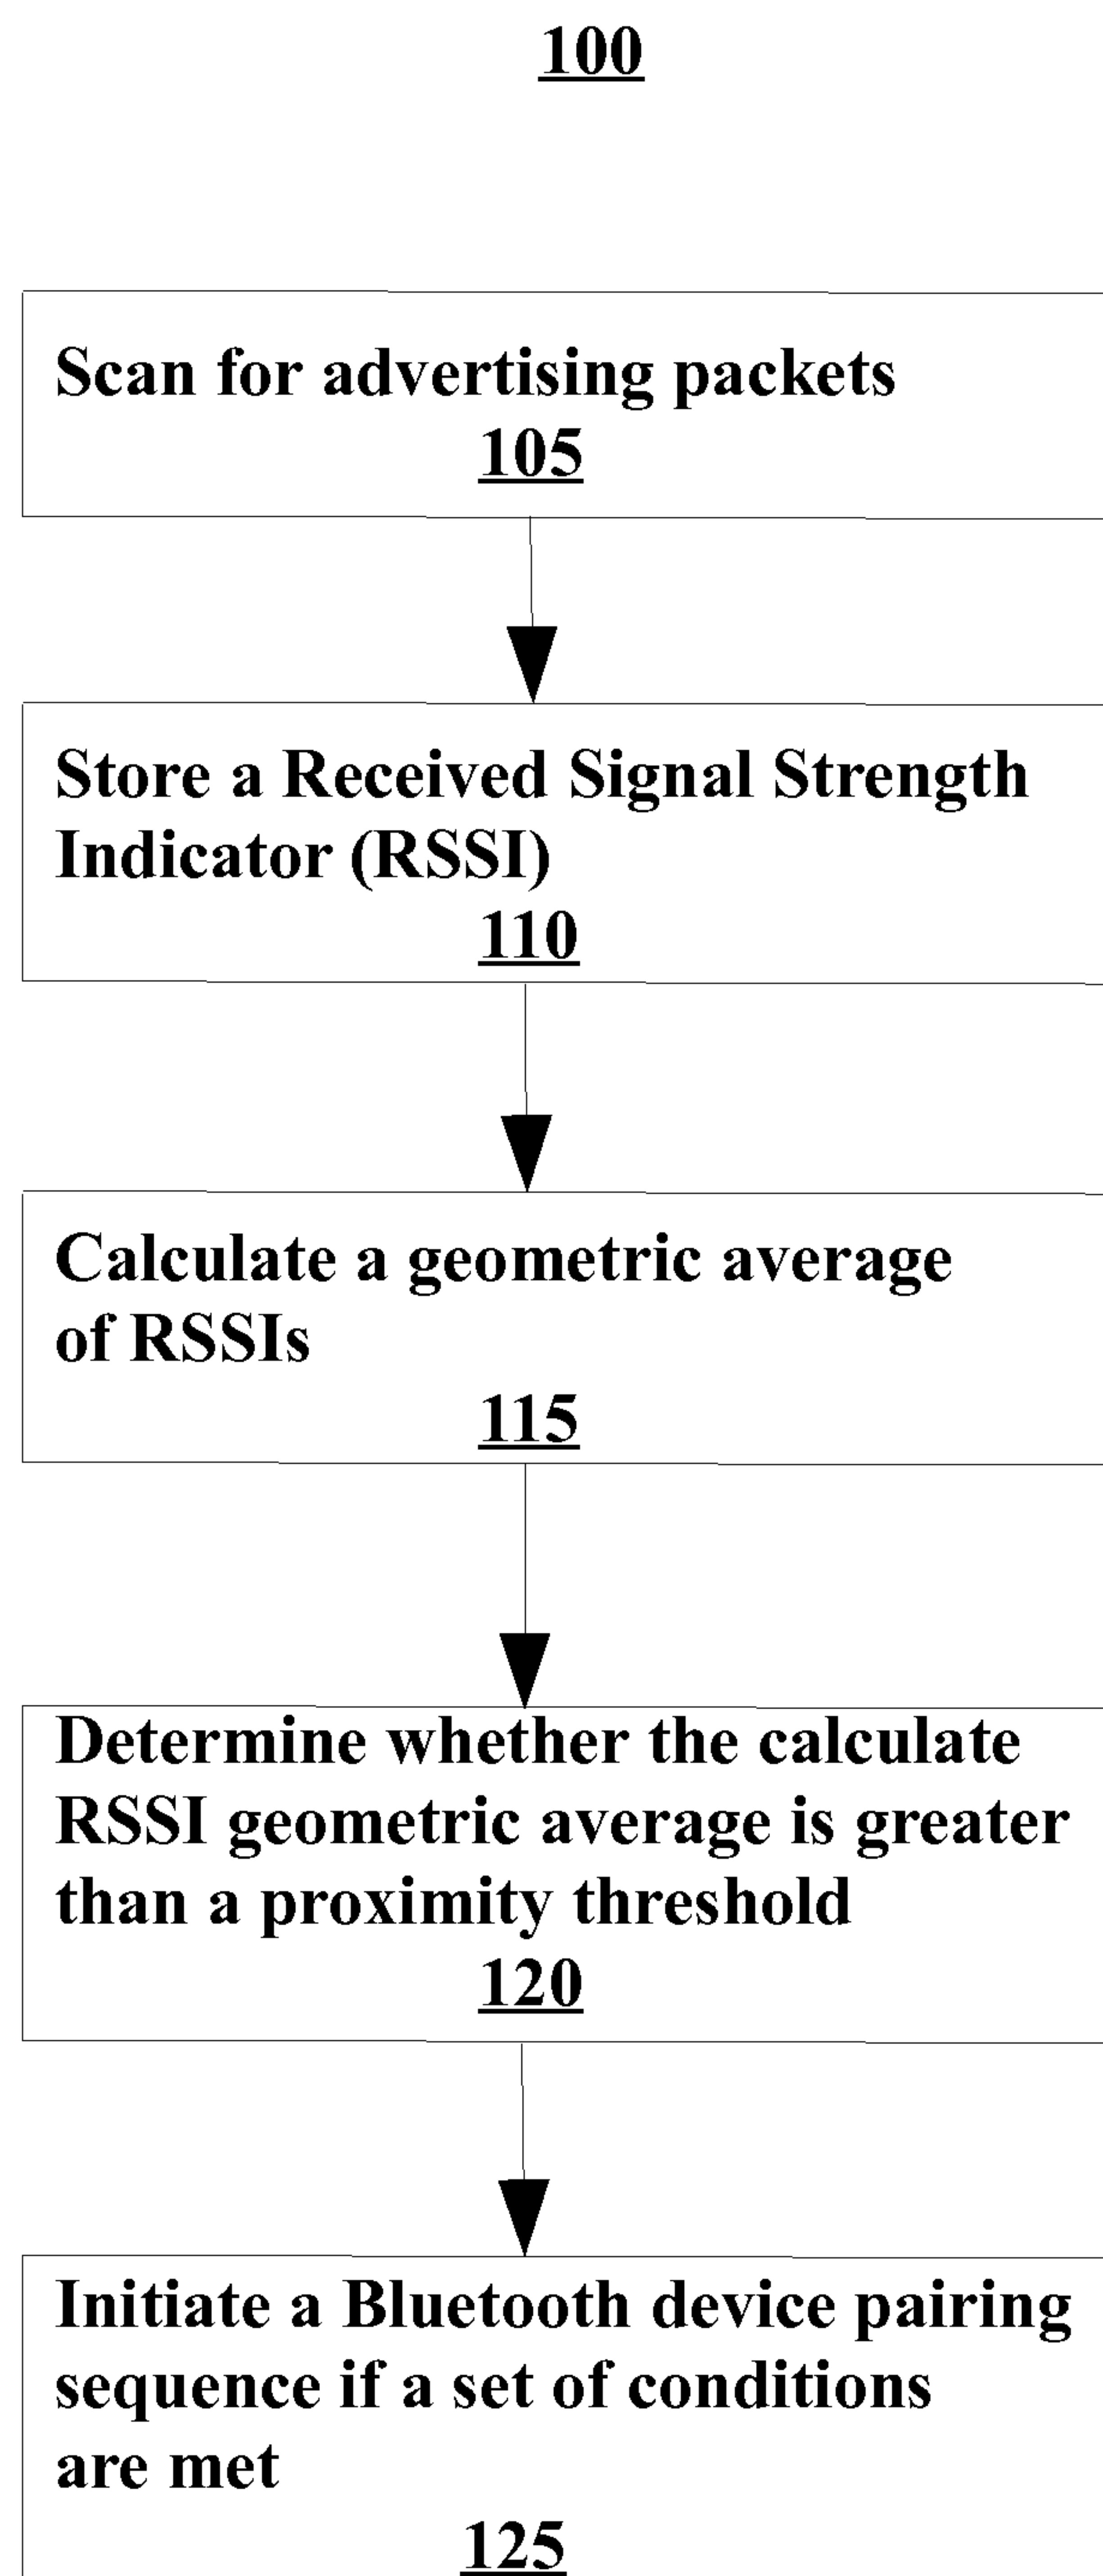 100
Scan for advertising packets
105
Store a Received Signal Strength
Indicator (RSSI)
110
Calculate a geometric average
of RSSIs
115
Determine whether the calculate
RSSI geometric average is greater
than a proximity threshold
120
Initiate a Bluetooth device pairing
sequence if a set of conditions
are met
125